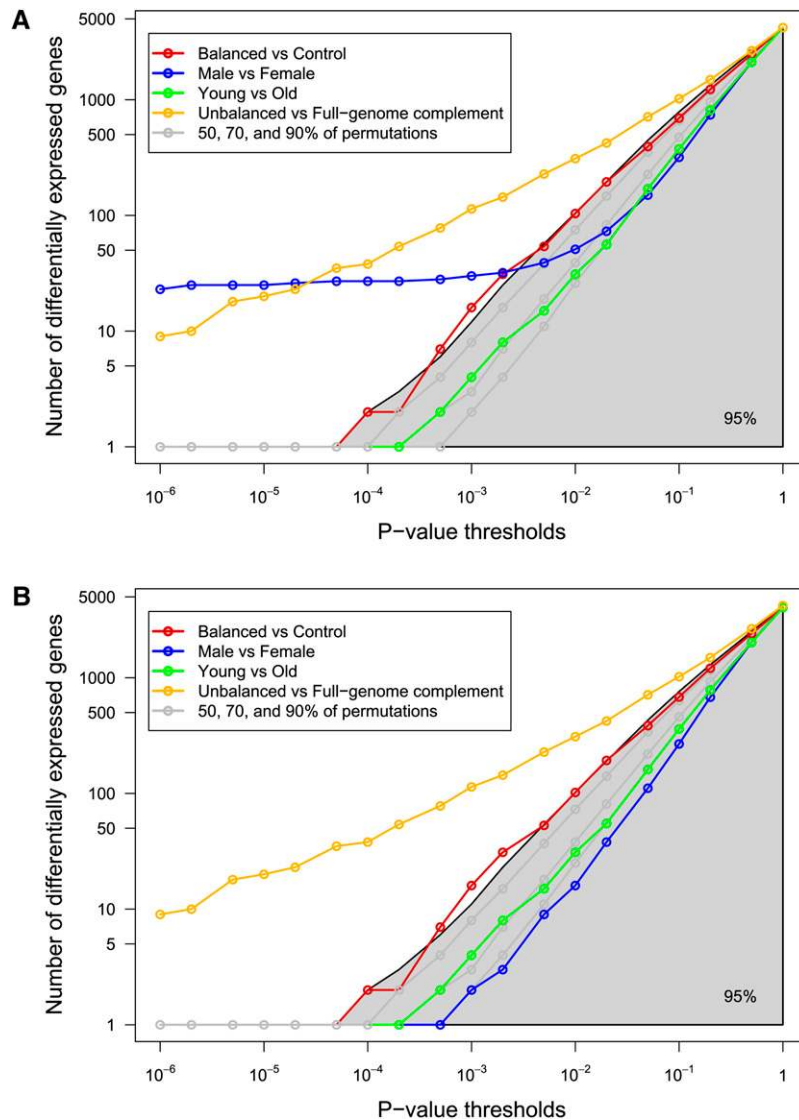 A
Number of differentially expressed genes
5000
1000
500
100
50
10
5
1
Balanced vs Control
Male vs Female
Young vs Old
Unbalanced vs Full-genome complement
50, 70, and 90% of permutations
95%
10⁻⁶ 10⁻⁵ 10⁻⁴ 10⁻³ 10⁻² 10⁻¹ 1
P−value thresholds
B
Number of differentially expressed genes
5000
1000
500
100
50
10
5
1
Balanced vs Control
Male vs Female
Young vs Old
Unbalanced vs Full-genome complement
50, 70, and 90% of permutations
95%
10⁻⁶ 10⁻⁵ 10⁻⁴ 10⁻³ 10⁻² 10⁻¹ 1
P−value thresholds